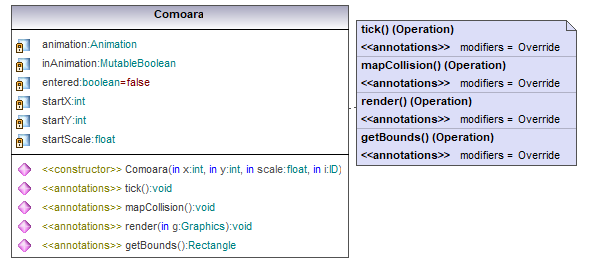 Comoara
animation:Animation
inAnimation:MutableBoolean
entered:boolean=false
startX:int
startY:int
startScale:float
<<constructor>> Comoara(in x:int, in y:int, in scale:float, in i:ID)
<<annotations>> tick():void
<<annotations>> mapCollision():void
<<annotations>> render(in g:Graphics):void
<<annotations>> getBounds():Rectangle
tick() (Operation)
<<annotations>> modifiers = Override
mapCollision() (Operation)
<<annotations>> modifiers = Override
render() (Operation)
<<annotations>> modifiers = Override
getBounds() (Operation)
<<annotations>> modifiers = Override